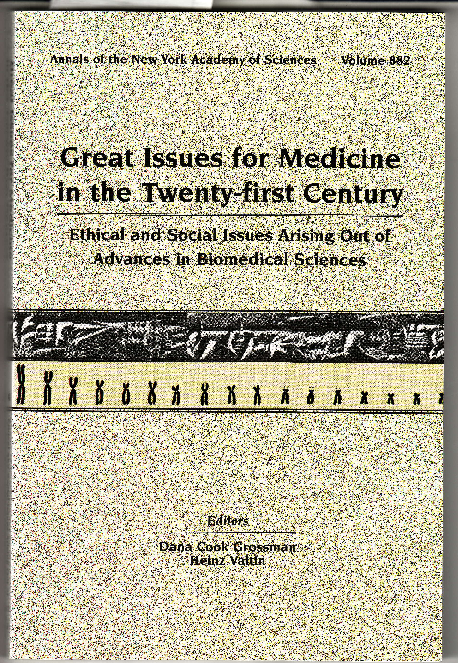 Annals of the New York Academy of Sciences Volume 882
Great Issues for Medicine
in the Twenty-first Century
Ethical and Social Issues Arising Out of
Advances in Biomedical Sciences
Editors
Dana Cook Grossman
Heinz Valtin